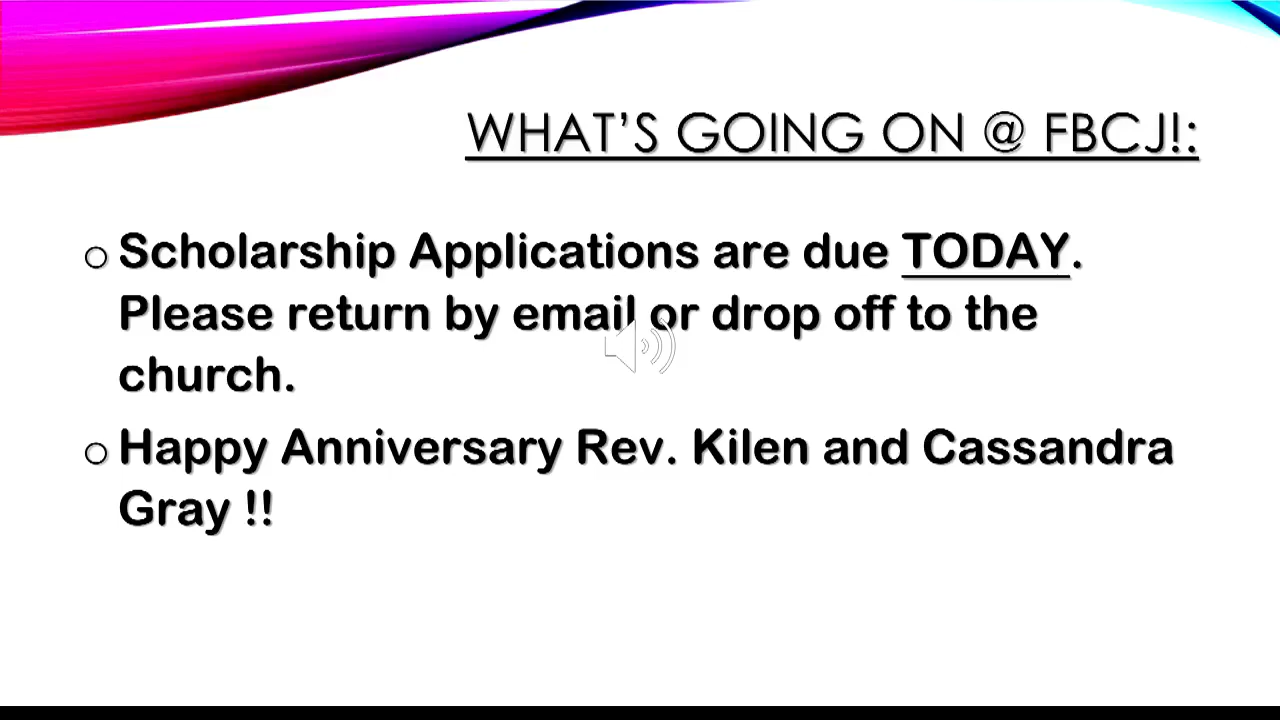 WHAT’S GOING ON @ FBCJ!:
o Scholarship Applications are due TODAY.
Please return by email or drop off to the
church.
o Happy Anniversary Rev. Kilen and Cassandra
Gray !!